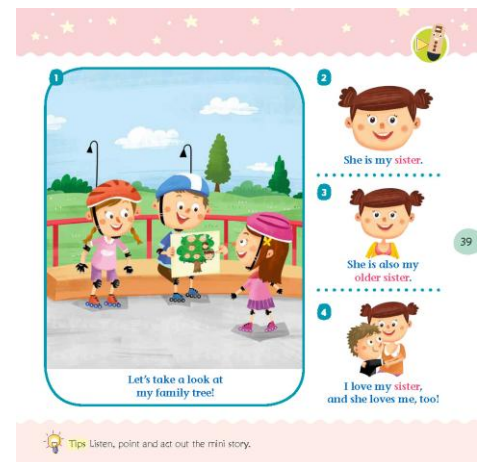 1
Let's take a look at
my family tree!
2
She is my sister.
3
She is also my
older sister.
4
I love my sister,
and she loves me, too!
39
Tips Listen, point and act out the mini story.